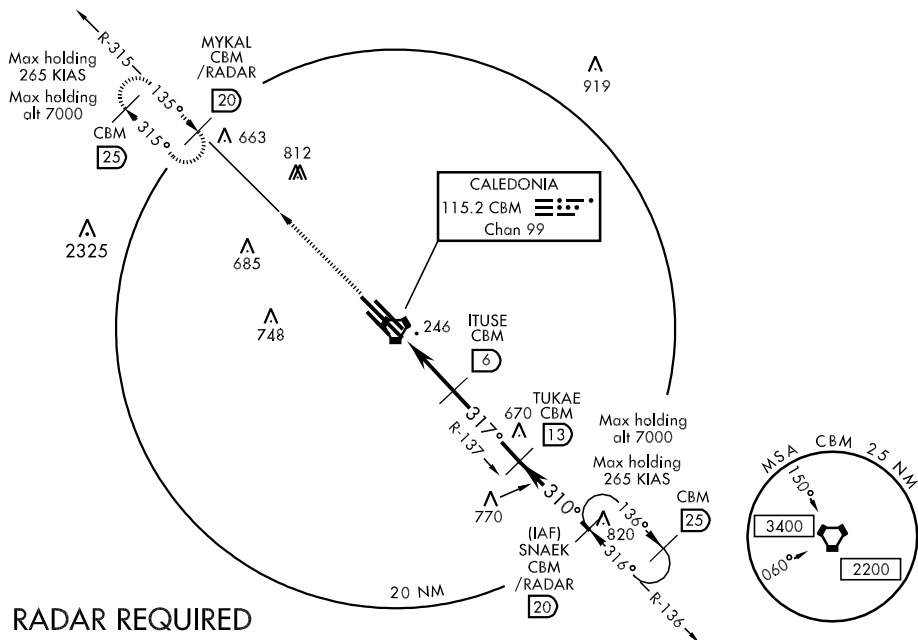 MYKAL
CBM
/RADAR
20
R-315
Max holding
265 KIAS
Max holding
alt 7000
135°
315°
CBM
25
663
812
919
CALEDONIA
115.2 CBM
Chan 99
2325
685
748
246
ITUSE
CBM
6
317°
R-137
670
TUKAE
CBM
13
Max holding
alt 7000
Max holding
265 KIAS
CBM
25
770
310°
136°
820
316°
R-136
(IAF)
SNAEK
CBM
/RADAR
20
20 NM
MSA CBM 25 NM
150°
3400
060°
2200
RADAR REQUIRED